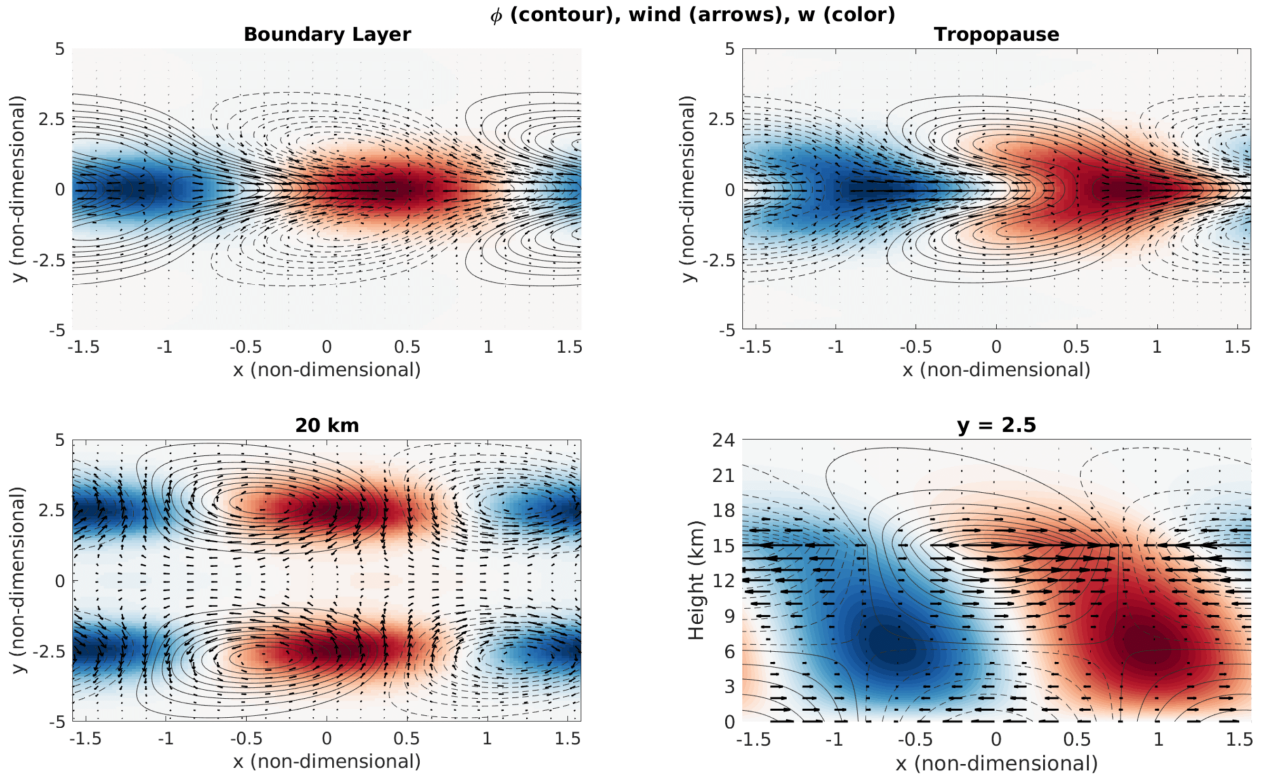 ϕ (contour), wind (arrows), w (color)
Boundary Layer
5
2.5
0
-2.5
-5
y (non-dimensional)
-1.5 -1 -0.5 0 0.5 1 1.5
x (non-dimensional)
Tropopause
5
2.5
0
-2.5
-5
y (non-dimensional)
-1.5 -1 -0.5 0 0.5 1 1.5
x (non-dimensional)
20 km
5
2.5
0
-2.5
-5
y (non-dimensional)
-1.5 -1 -0.5 0 0.5 1 1.5
x (non-dimensional)
y = 2.5
24
21
18
15
12
9
6
3
0
Height (km)
-1.5 -1 -0.5 0 0.5 1 1.5
x (non-dimensional)